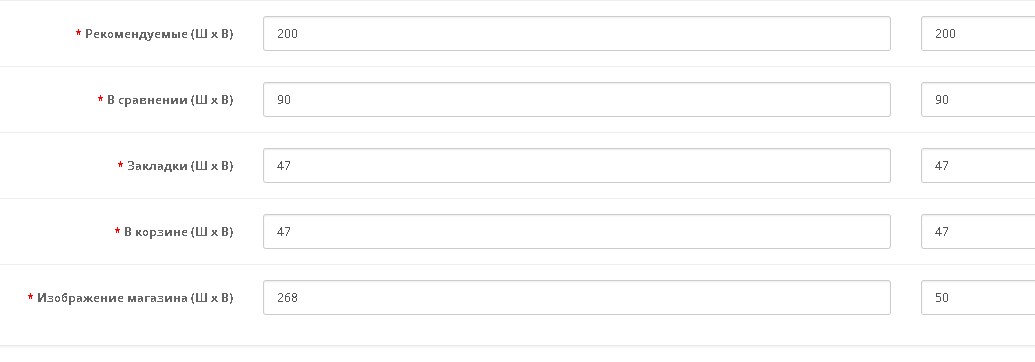 * Рекомендуемые (Ш x В) 200 200
* В сравнении (Ш x В) 90 90
* Закладки (Ш x В) 47 47
* В корзине (Ш x В) 47 47
* Изображение магазина (Ш x В) 268 50